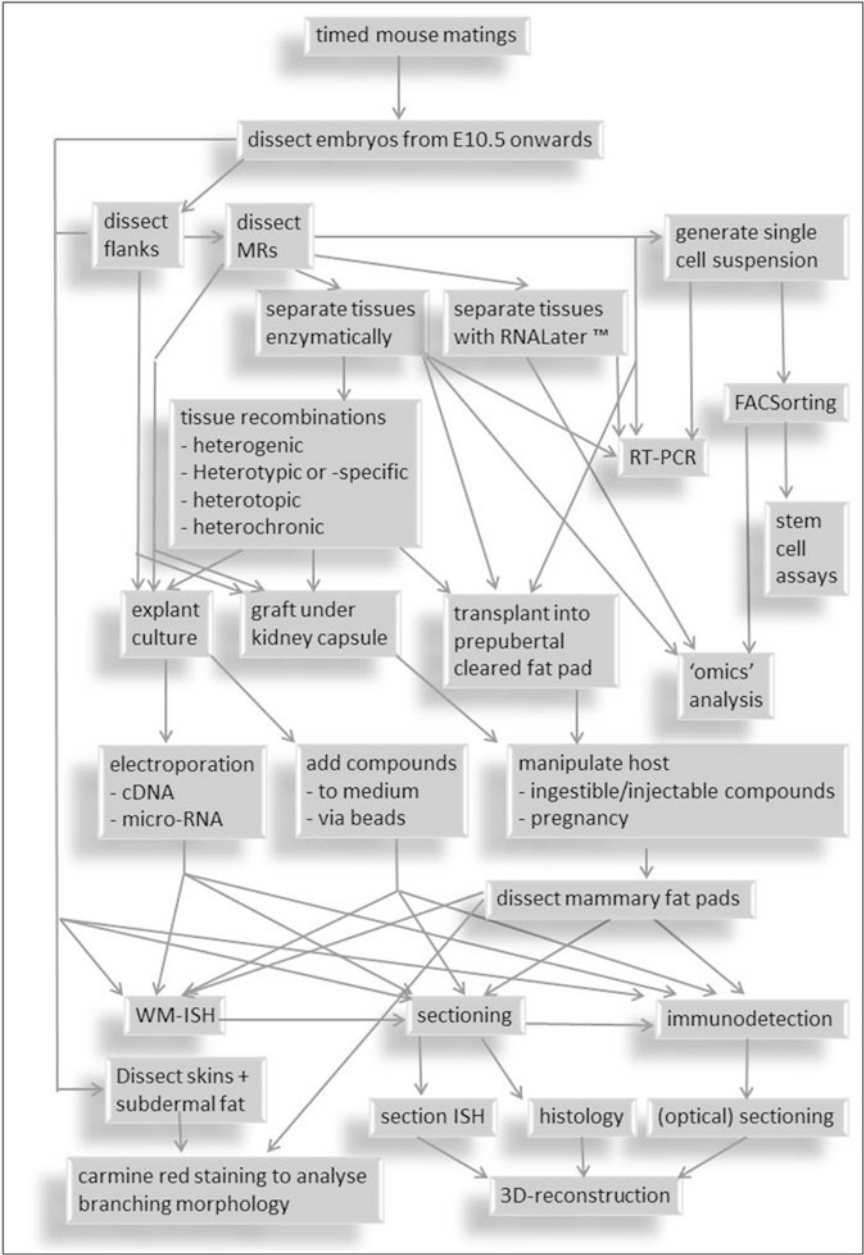 timed mouse matings
dissect embryos from E10.5 onwards
dissect
flanks
dissect
MRs
generate single
cell suspension
separate tissues
enzymatically
separate tissues
with RNALater ™
tissue recombinations
- heterogenic
- Heterotypic or -specific
- heterotopic
- heterochronic
FACSorting
RT-PCR
stem
cell
assays
explant
culture
graft under
kidney capsule
transplant into
prepubertal
cleared fat pad
‘omics’
analysis
electroporation
- cDNA
- micro-RNA
add compounds
- to medium
- via beads
manipulate host
- ingestible/injectable compounds
- pregnancy
dissect mammary fat pads
WM-ISH
sectioning
immunodetection
Dissect skins +
subdermal fat
section ISH
histology
(optical) sectioning
carmine red staining to analyse
branching morphology
3D-reconstruction